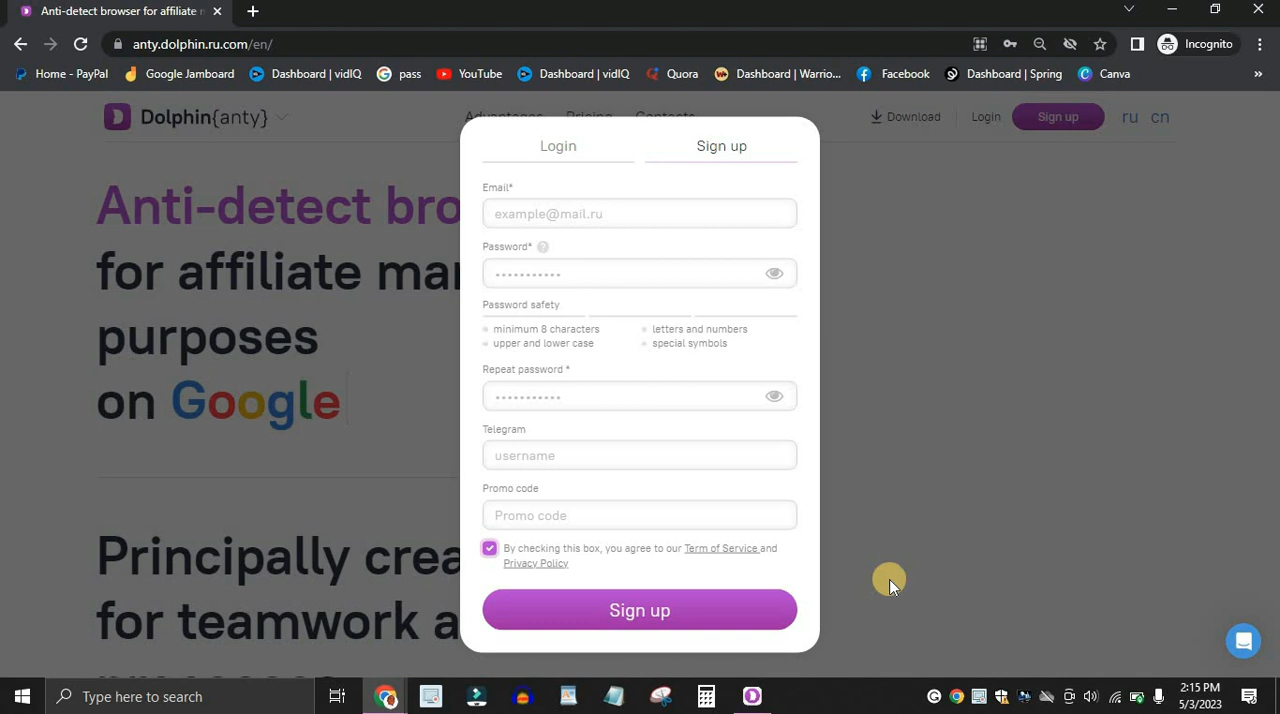 Anti-detect browser for affiliate
anty.dolphin.ru.com/en/
Incognito
Home - PayPal
Google Jamboard
Dashboard | vidIQ
pass
YouTube
Dashboard | vidIQ
Quora
Dashboard | Warrio...
Facebook
Dashboard | Spring
Canva
»
Dolphin{anty}
Advantages
Pricing
Contacts
Download
Login
Sign up
ru
cn
Anti-detect bro
for affiliate mar
purposes
on Google
Principally crea
for teamwork a
Login
Sign up
Email*
example@mail.ru
Password* ?
Password safety
minimum 8 characters
letters and numbers
upper and lower case
special symbols
Repeat password *
Telegram
username
Promo code
Promo code
By checking this box, you agree to our Term of Service and
Privacy Policy
Sign up
Type here to search
2:15 PM
5/3/2023